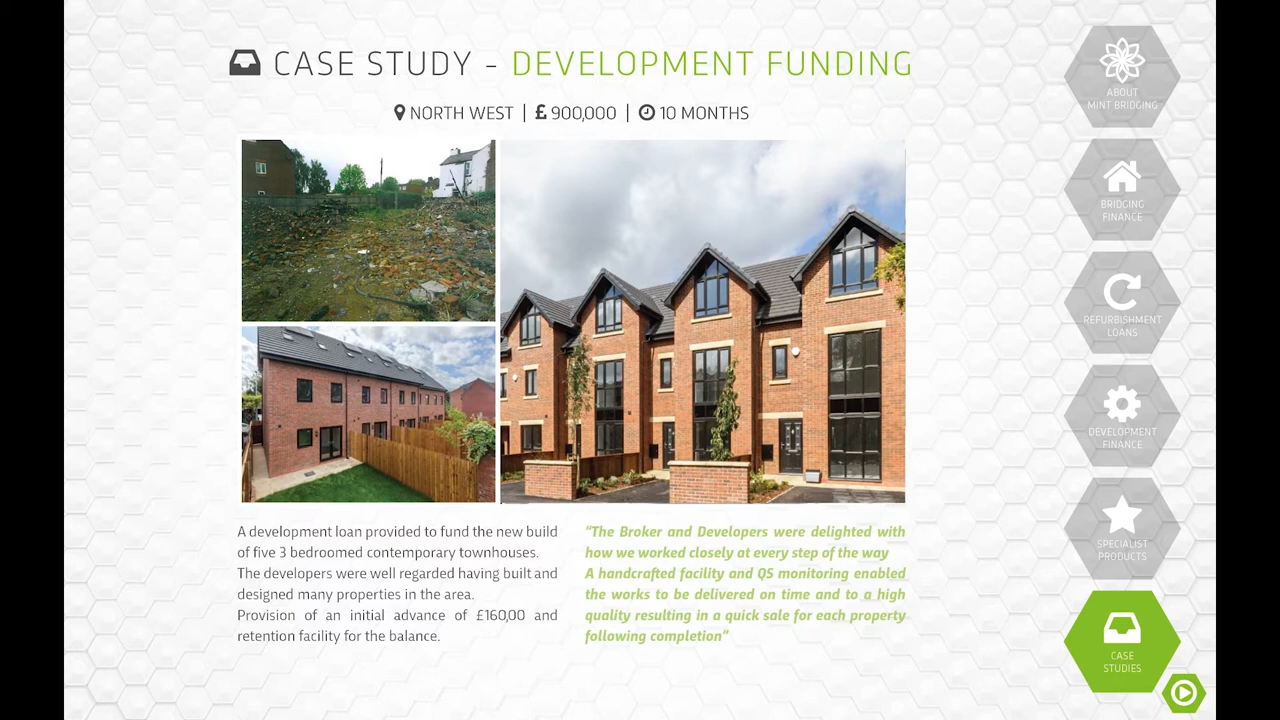 CASE STUDY - DEVELOPMENT FUNDING
NORTH WEST | £ 900,000 | 10 MONTHS
A development loan provided to fund the new build
of five 3 bedroomed contemporary townhouses.
The developers were well regarded having built and
designed many properties in the area.
Provision of an initial advance of £160,00 and
retention facility for the balance.
“The Broker and Developers were delighted with
how we worked closely at every step of the way
A handcrafted facility and QS monitoring enabled
the works to be delivered on time and to a high
quality resulting in a quick sale for each property
following completion”
ABOUT
MINT BRIDGING
BRIDGING
FINANCE
REFURBISHMENT
LOANS
DEVELOPMENT
FINANCE
SPECIALIST
PRODUCTS
CASE
STUDIES